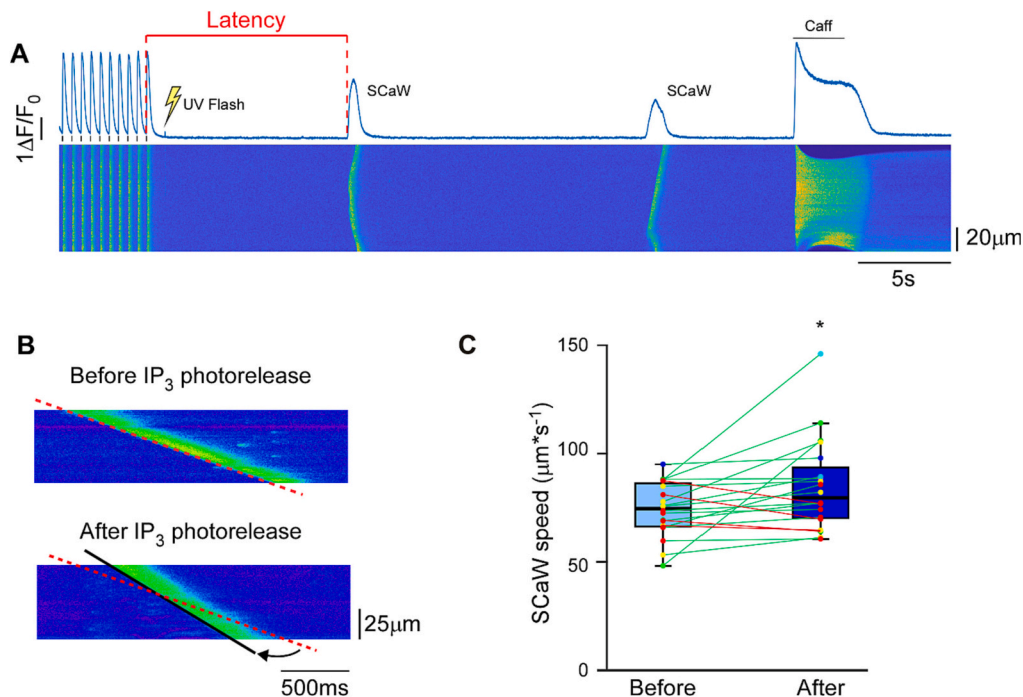 Latency
Caff
A
SCaW
SCaW
UV Flash
1ΔF/F₀
20μm
5s
B
Before IP₃ photorelease
After IP₃ photorelease
25μm
500ms
C
*
150
100
50
0
SCaW speed (μm*s⁻¹)
Before
After